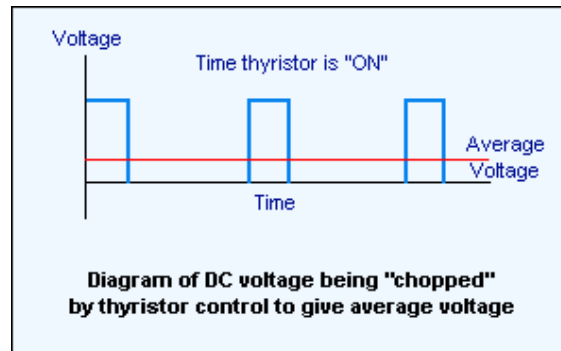 Voltage
Time thyristor is "ON"
Average
Voltage
Time
Diagram of DC voltage being "chopped"
by thyristor control to give average voltage